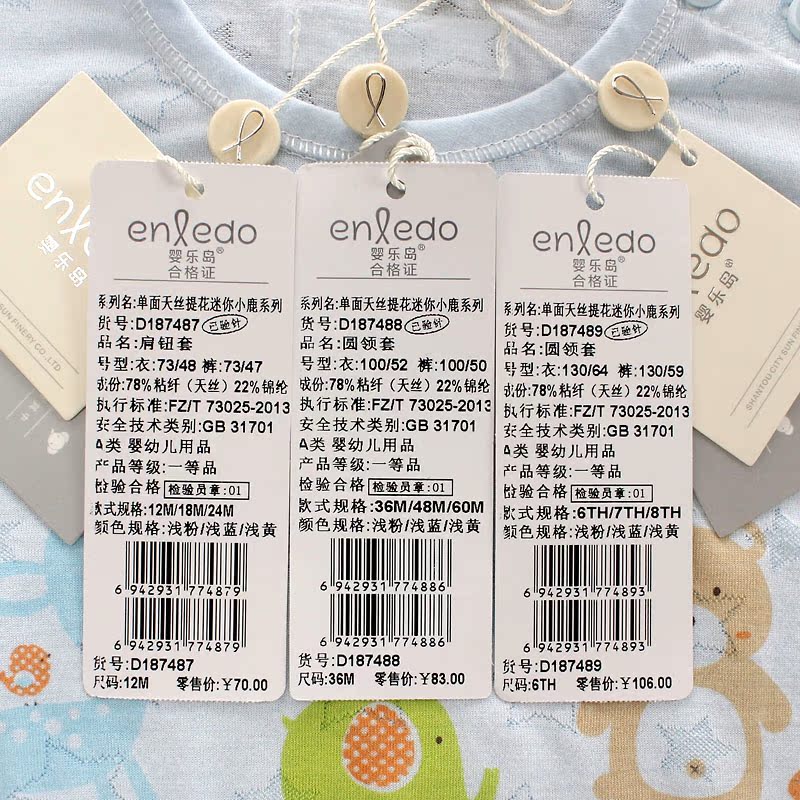 enledo
婴乐岛®
SUN FINERY CO.,LTD
enledo
婴乐岛®
合格证
系列名:单面天丝提花迷你小鹿系列
货号:D187487 已验针
品名:肩钮套
号型:衣:73/48 裤:73/47
成份:78%粘纤（天丝）22%锦纶
执行标准:FZ/T 73025-2013
安全技术类别:GB 31701
A类 婴幼儿用品
产品等级:一等品
检验合格 检验员章:01
款式规格:12M/18M/24M
颜色规格:浅粉/浅蓝/浅黄
6 942931 774879
6 942931 774879
货号:D187487
尺码:12M 零售价:¥70.00
enledo
婴乐岛®
合格证
系列名:单面天丝提花迷你小鹿系列
货号:D187488 已验针
品名:圆领套
号型:衣:100/52 裤:100/50
成份:78%粘纤（天丝）22%锦纶
执行标准:FZ/T 73025-2013
安全技术类别:GB 31701
A类 婴幼儿用品
产品等级:一等品
检验合格 检验员章:01
款式规格:36M/48M/60M
颜色规格:浅粉/浅蓝/浅黄
6 942931 774886
6 942931 774886
货号:D187488
尺码:36M 零售价:¥83.00
enledo
婴乐岛®
合格证
系列名:单面天丝提花迷你小鹿系列
货号:D187489 已验针
品名:圆领套
号型:衣:130/64 裤:130/59
成份:78%粘纤（天丝）22%锦纶
执行标准:FZ/T 73025-2013
安全技术类别:GB 31701
A类 婴幼儿用品
产品等级:一等品
检验合格 检验员章:01
款式规格:6TH/7TH/8TH
颜色规格:浅粉/浅蓝/浅黄
6 942931 774893
6 942931 774893
货号:D187489
尺码:6TH 零售价:¥106.00
ledo
婴乐岛®
SHANTOU CITY SUN FIN